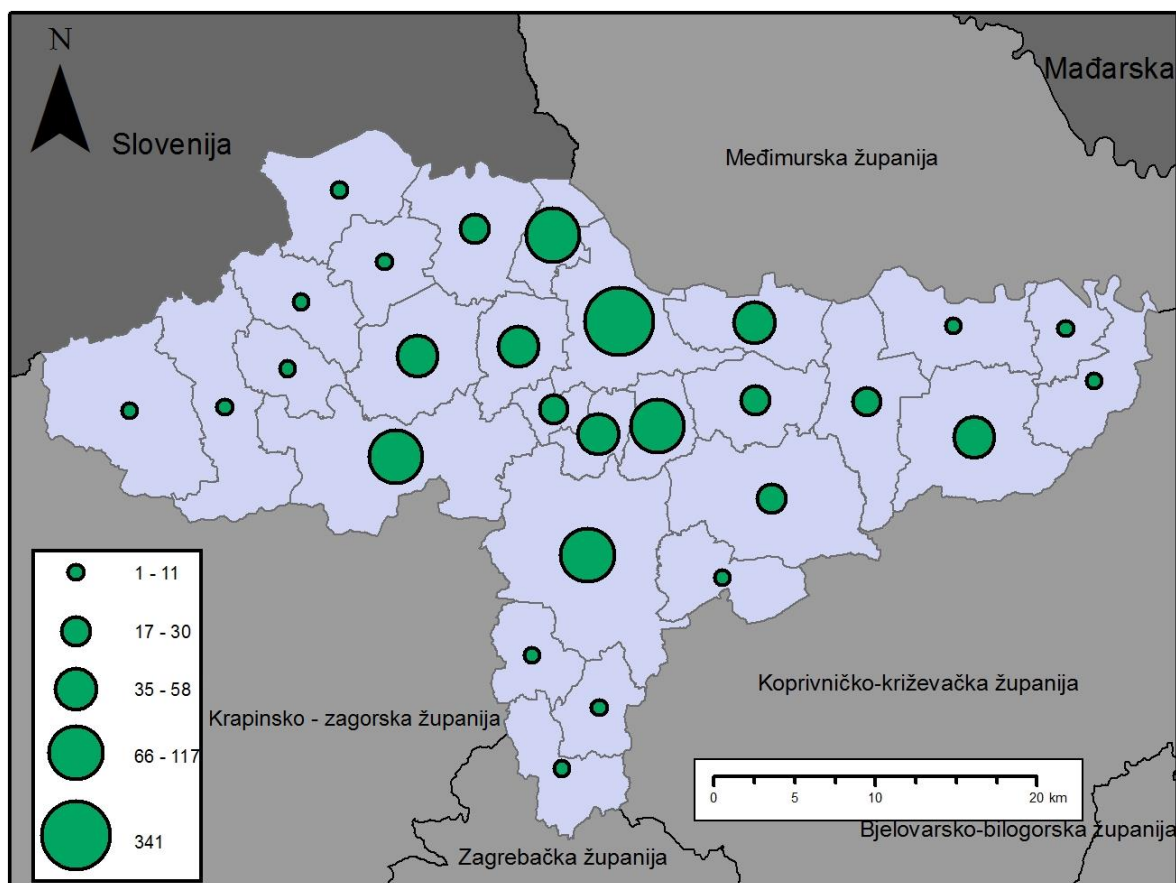 N
Mađarska
Slovenija
Međimurska županija
1 - 11
17 - 30
35 - 58
66 - 117
341
Koprivničko-križevačka županija
Krapinsko - zagorska županija
0 5 10 20 km
Bjelovarsko-bilogorska županija
Zagrebačka županija